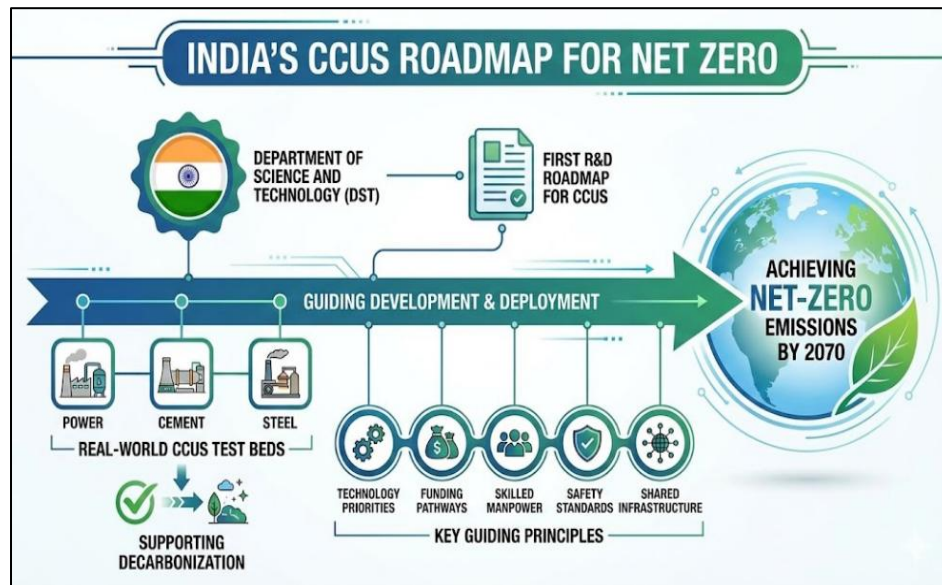 INDIA'S CCUS ROADMAP FOR NET ZERO
DEPARTMENT OF
SCIENCE AND
TECHNOLOGY (DST)
FIRST R&D
ROADMAP
FOR CCUS
GUIDING DEVELOPMENT & DEPLOYMENT
ACHIEVING
NET-ZERO
EMISSIONS
BY 2070
POWER
CEMENT
STEEL
REAL-WORLD CCUS TEST BEDS
SUPPORTING
DECARBONIZATION
TECHNOLOGY
PRIORITIES
FUNDING
PATHWAYS
SKILLED
MANPOWER
SAFETY
STANDARDS
SHARED
INFRASTRUCTURE
KEY GUIDING PRINCIPLES